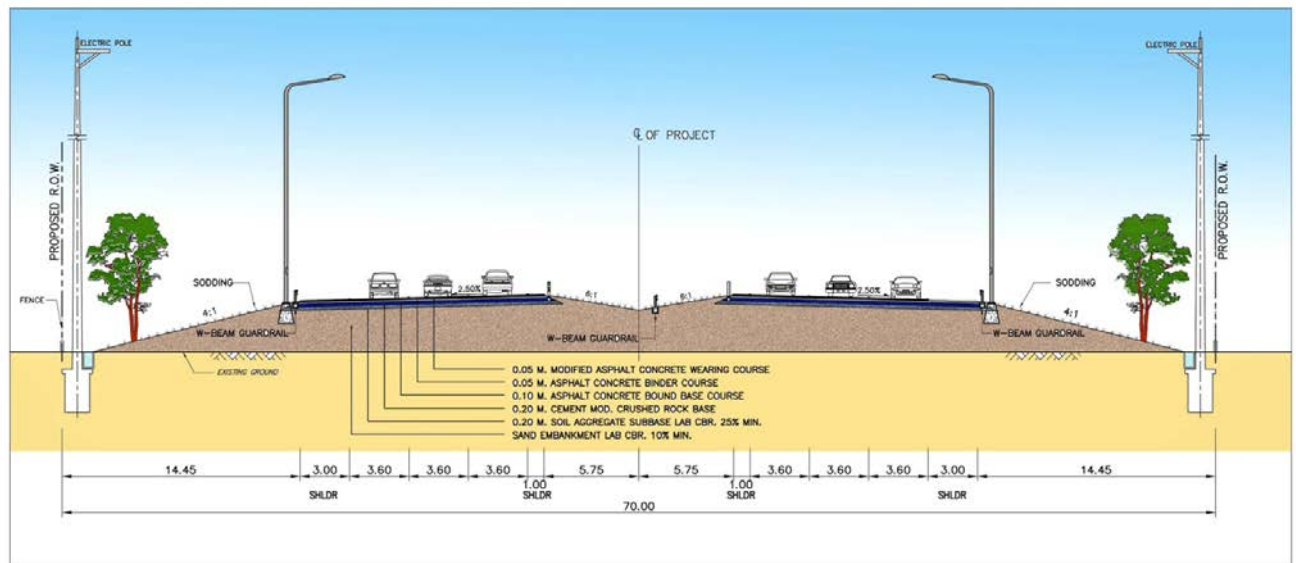 ELECTRIC POLE
ELECTRIC POLE
℄ OF PROJECT
PROPOSED R.O.W.
PROPOSED R.O.W.
SODDING
SODDING
FENCE
4:1
2.50%
6:1
6:1
2.50%
4:1
W-BEAM GUARDRAIL
W-BEAM GUARDRAIL
W-BEAM GUARDRAIL
EXISTING GROUND
0.05 M. MODIFIED ASPHALT CONCRETE WEARING COURSE
0.05 M. ASPHALT CONCRETE BINDER COURSE
0.10 M. ASPHALT CONCRETE BOUND BASE COURSE
0.20 M. CEMENT MOD. CRUSHED ROCK BASE
0.20 M. SOIL AGGREGATE SUBBASE LAB CBR. 25% MIN.
SAND EMBANKMENT LAB CBR. 10% MIN.
14.45 3.00 3.60 3.60 3.60 5.75 5.75 3.60 3.60 3.60 3.00 14.45
1.00 1.00
SHLDR SHLDR SHLDR SHLDR
70.00